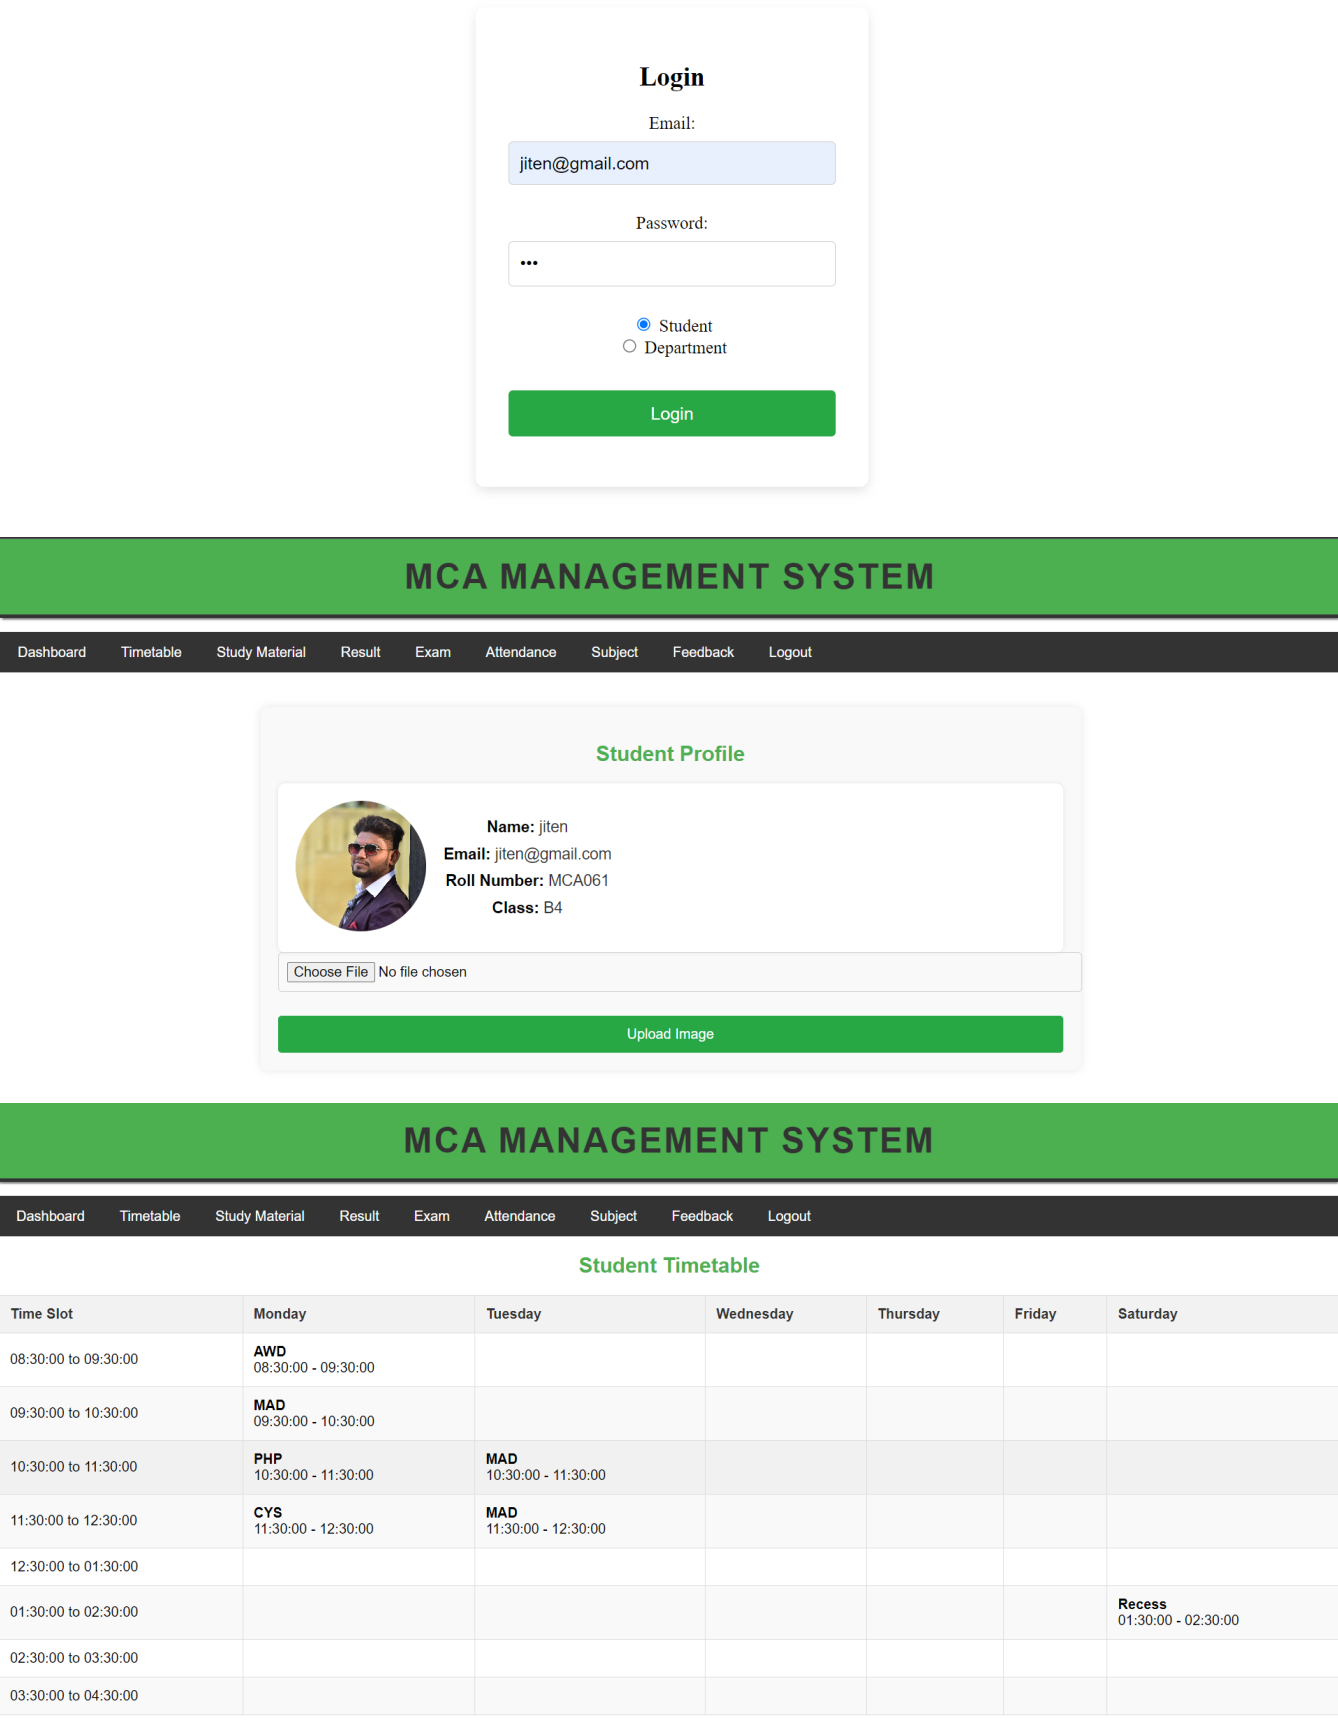 Login
Email:
jiten@gmail.com
Password:
•••
Student
Department
Login
MCA MANAGEMENT SYSTEM
Dashboard Timetable Study Material Result Exam Attendance Subject Feedback Logout
Student Profile
Name: jiten
Email: jiten@gmail.com
Roll Number: MCA061
Class: B4
Choose File No file chosen
Upload Image
MCA MANAGEMENT SYSTEM
Dashboard Timetable Study Material Result Exam Attendance Subject Feedback Logout
Student Timetable
Time Slot Monday Tuesday Wednesday Thursday Friday Saturday
08:30:00 to 09:30:00 AWD
08:30:00 - 09:30:00
09:30:00 to 10:30:00 MAD
09:30:00 - 10:30:00
10:30:00 to 11:30:00 PHP MAD
10:30:00 - 11:30:00 10:30:00 - 11:30:00
11:30:00 to 12:30:00 CYS MAD
11:30:00 - 12:30:00 11:30:00 - 12:30:00
12:30:00 to 01:30:00
01:30:00 to 02:30:00 Recess
01:30:00 - 02:30:00
02:30:00 to 03:30:00
03:30:00 to 04:30:00